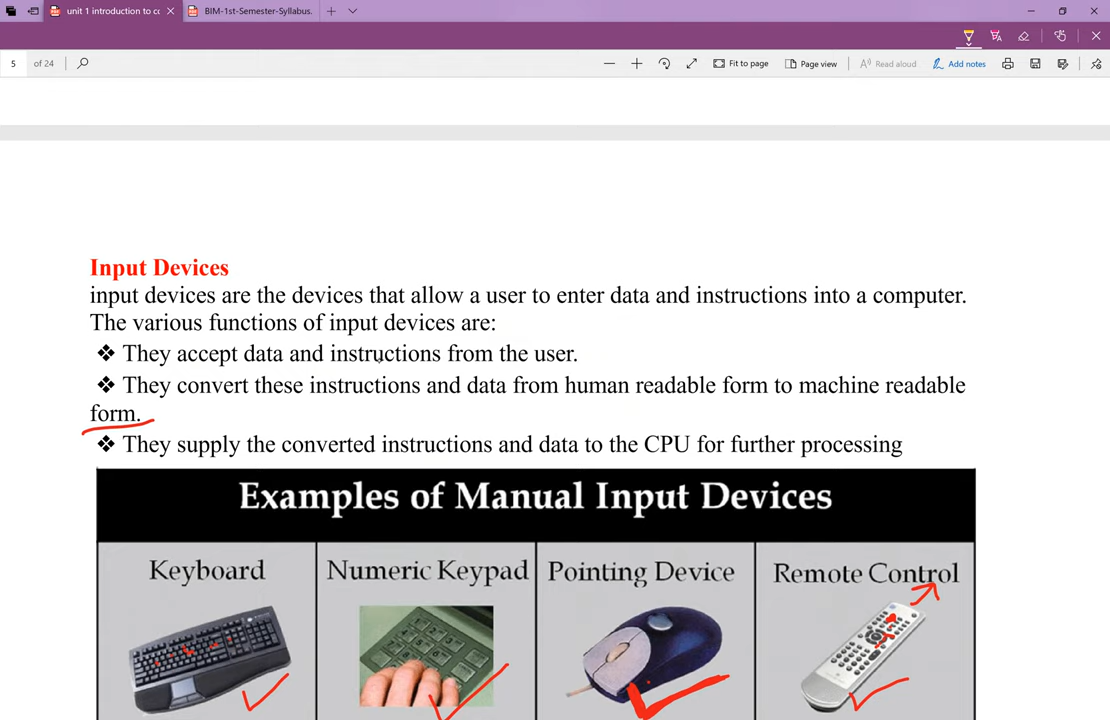 unit 1 introduction to co
BIM-1st-Semester-Syllabus.
5 of 24
Fit to page
Page view
Read aloud
Add notes
Input Devices
input devices are the devices that allow a user to enter data and instructions into a computer.
The various functions of input devices are:
❖ They accept data and instructions from the user.
❖ They convert these instructions and data from human readable form to machine readable
form.
❖ They supply the converted instructions and data to the CPU for further processing
Examples of Manual Input Devices
Keyboard
Numeric Keypad
Pointing Device
Remote Control